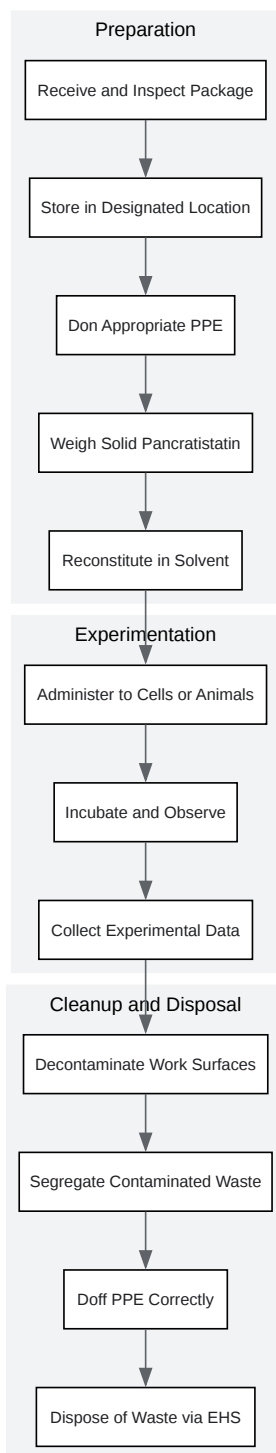 Preparation
Receive and Inspect Package
Store in Designated Location
Don Appropriate PPE
Weigh Solid Pancratistatin
Reconstitute in Solvent
Experimentation
Administer to Cells or Animals
Incubate and Observe
Collect Experimental Data
Cleanup and Disposal
Decontaminate Work Surfaces
Segregate Contaminated Waste
Doff PPE Correctly
Dispose of Waste via EHS